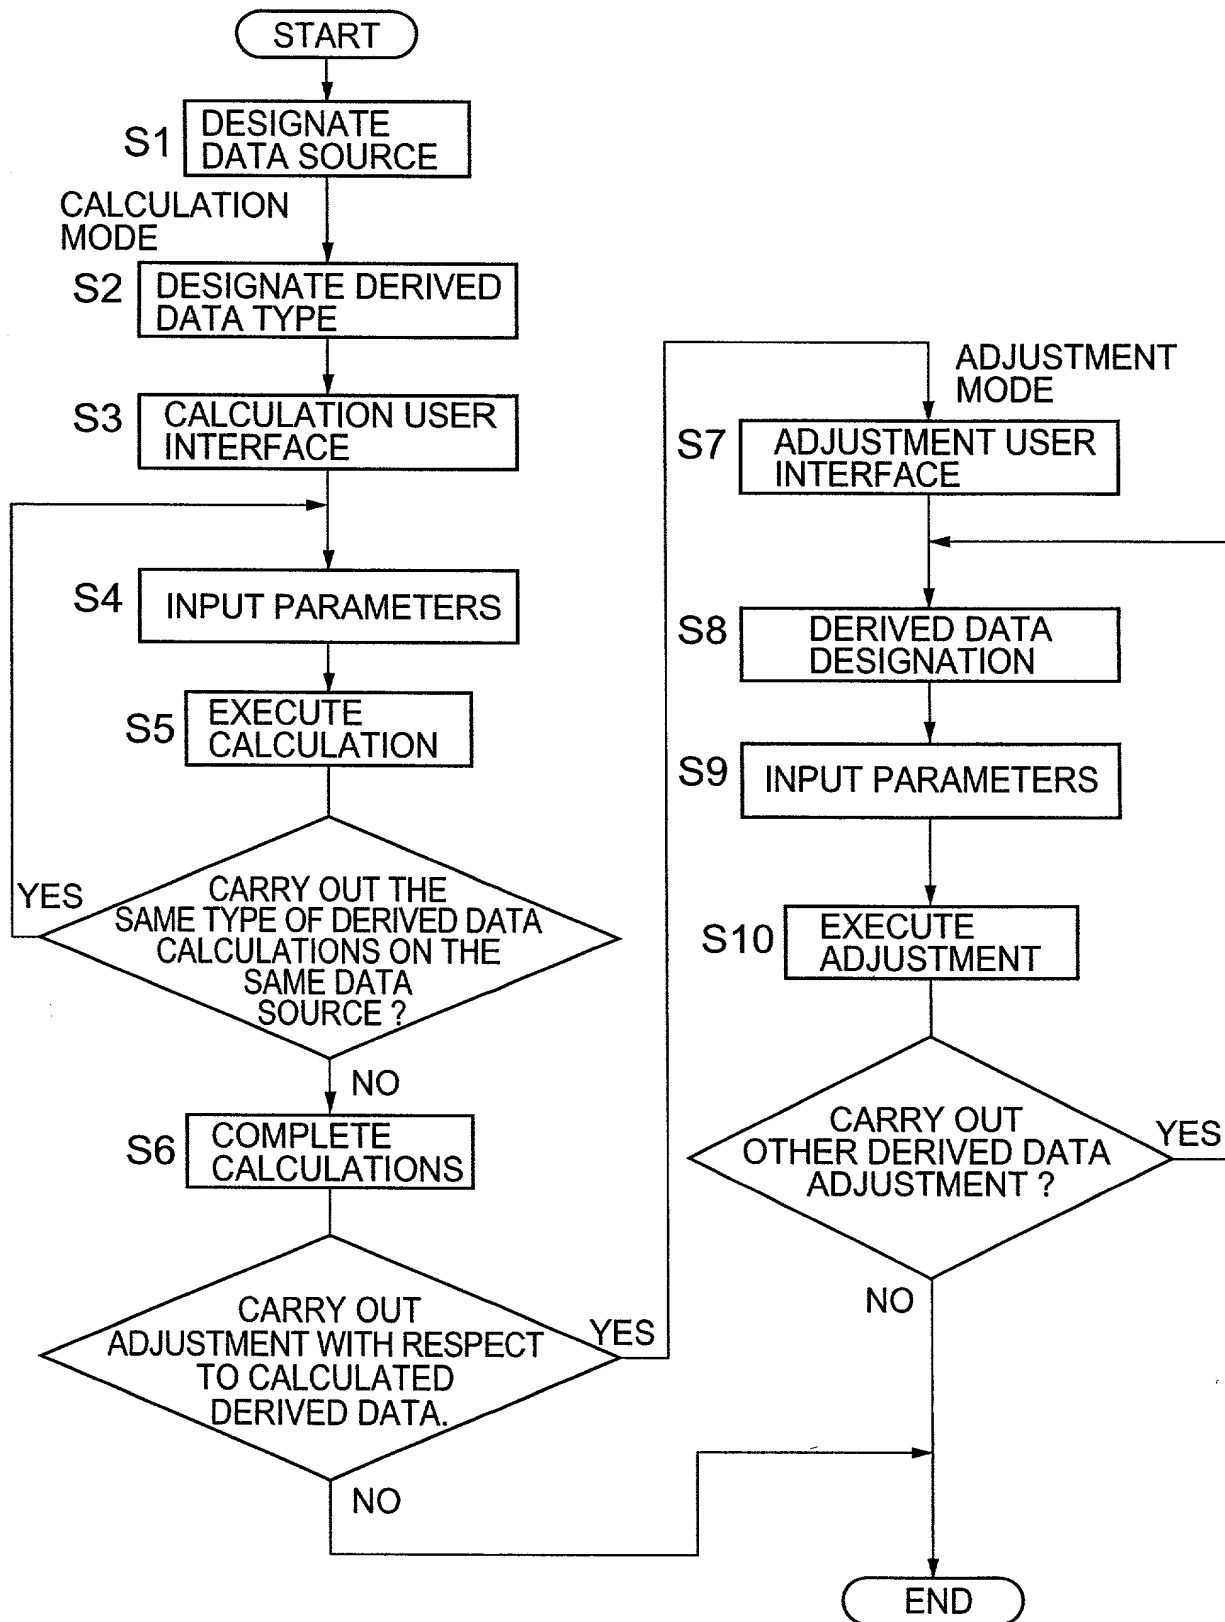 START
S1
DESIGNATE
DATA SOURCE
CALCULATION
MODE
S2
DESIGNATE DERIVED
DATA TYPE
S3
CALCULATION USER
INTERFACE
S4
INPUT PARAMETERS
S5
EXECUTE
CALCULATION
YES
CARRY OUT THE
SAME TYPE OF DERIVED DATA
CALCULATIONS ON THE
SAME DATA
SOURCE ?
NO
S6
COMPLETE
CALCULATIONS
CARRY OUT
ADJUSTMENT WITH RESPECT
TO CALCULATED
DERIVED DATA.
YES
NO
ADJUSTMENT
MODE
S7
ADJUSTMENT USER
INTERFACE
S8
DERIVED DATA
DESIGNATION
S9
INPUT PARAMETERS
S10
EXECUTE
ADJUSTMENT
CARRY OUT
OTHER DERIVED DATA
ADJUSTMENT ?
YES
NO
END